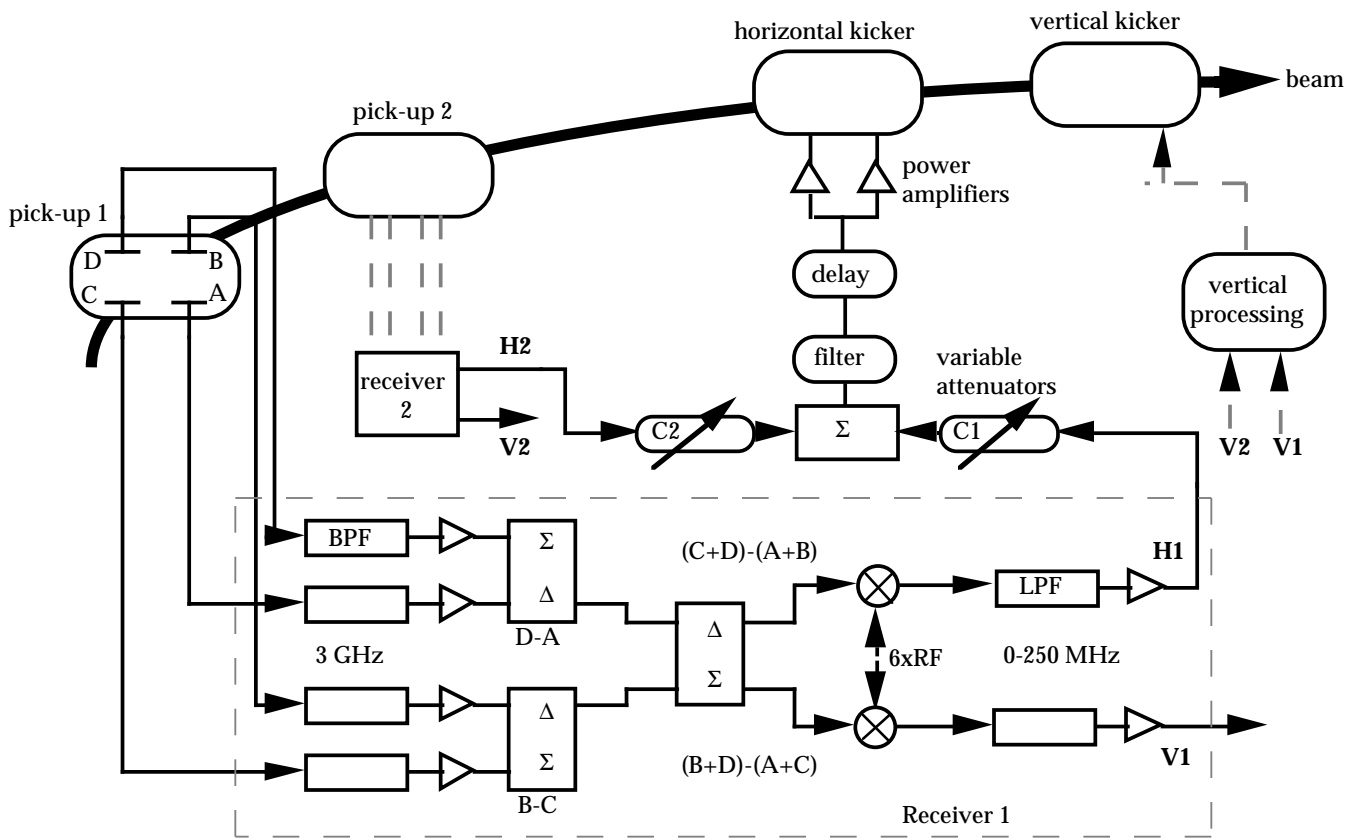 vertical kicker
horizontal kicker
beam
pick-up 2
power
amplifiers
pick-up 1
D
B
C
A
delay
vertical
processing
H2
filter
variable
attenuators
receiver
2
C2
Σ
C1
V2
V2
V1
BPF
Σ
(C+D)-(A+B)
H1
LPF
Δ
D-A
Δ
3 GHz
6xRF
0-250 MHz
Σ
Δ
Σ
(B+D)-(A+C)
V1
B-C
Receiver 1